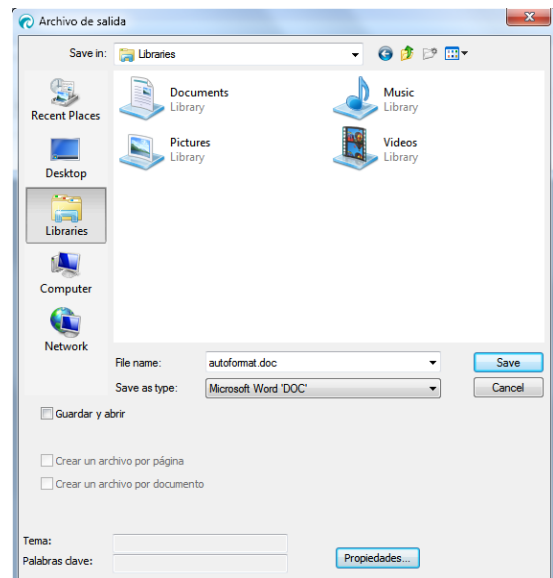 Archivo de salida
Save in:
Libraries
Recent Places
Desktop
Libraries
Computer
Network
Documents
Library
Music
Library
Pictures
Library
Videos
Library
File name:
autoformat.doc
Save
Save as type:
Microsoft Word 'DOC'
Cancel
Guardar y abrir
Crear un archivo por página
Crear un archivo por documento
Tema:
Palabras clave:
Propiedades...